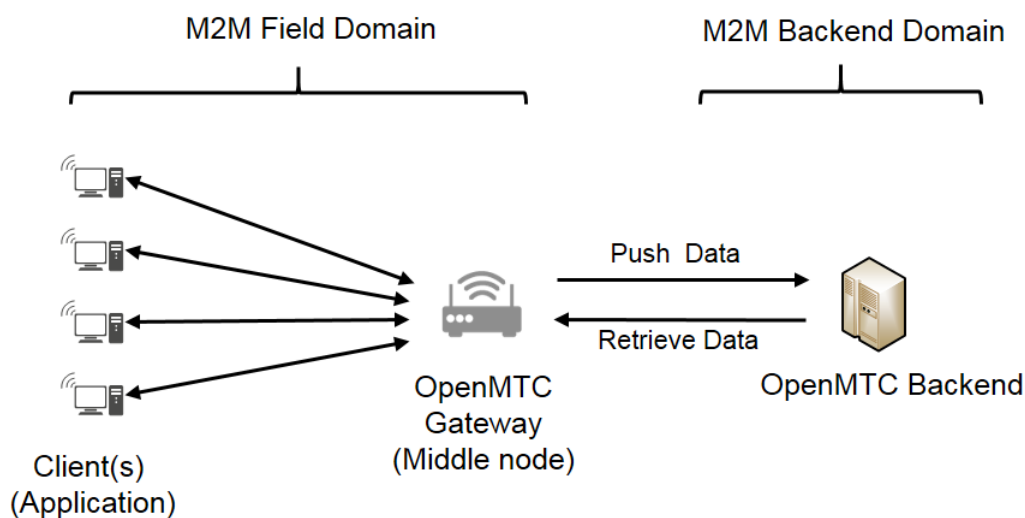 M2M Field Domain
M2M Backend Domain
Push Data
Retrieve Data
OpenMTC
Gateway
(Middle node)
OpenMTC Backend
Client(s)
(Application)